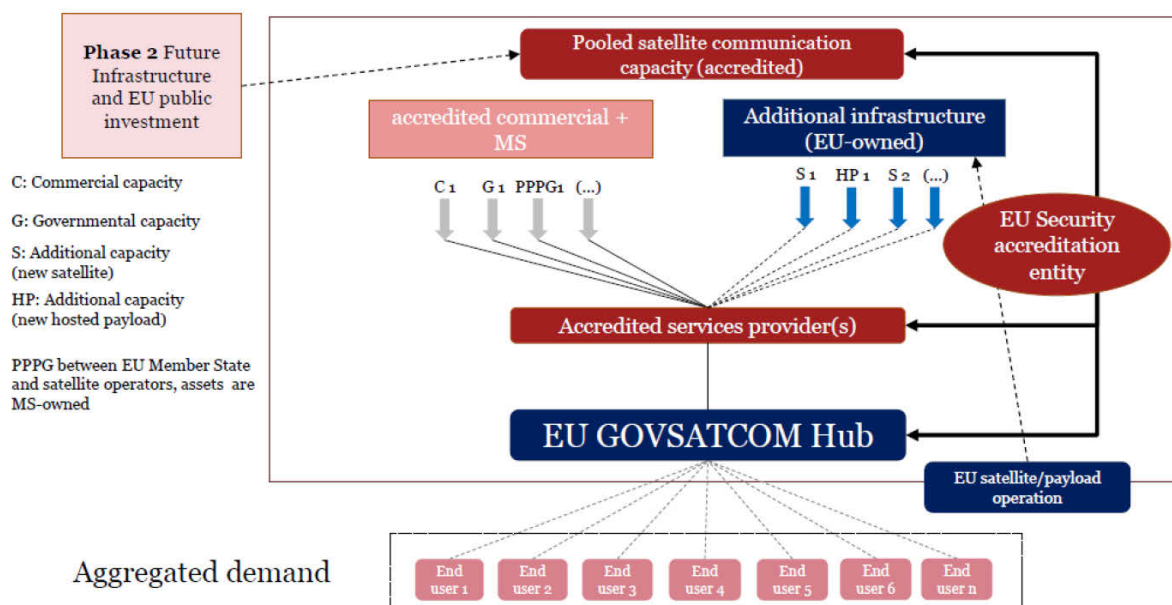 Phase 2 Future
Infrastructure
and EU public
investment
Pooled satellite communication
capacity (accredited)
accredited commercial +
MS
Additional infrastructure
(EU-owned)
C: Commercial capacity
G: Governmental capacity
S: Additional capacity
(new satellite)
HP: Additional capacity
(new hosted payload)
PPPG between EU Member State
and satellite operators, assets are
MS-owned
C 1 G 1 PPPG1 (...)
S 1 HP 1 S 2 (...)
EU Security
accreditation
entity
Accredited services provider(s)
EU GOVSATCOM Hub
EU satellite/payload
operation
Aggregated demand
End
user 1
End
user 2
End
user 3
End
user 4
End
user 5
End
user 6
End
user n